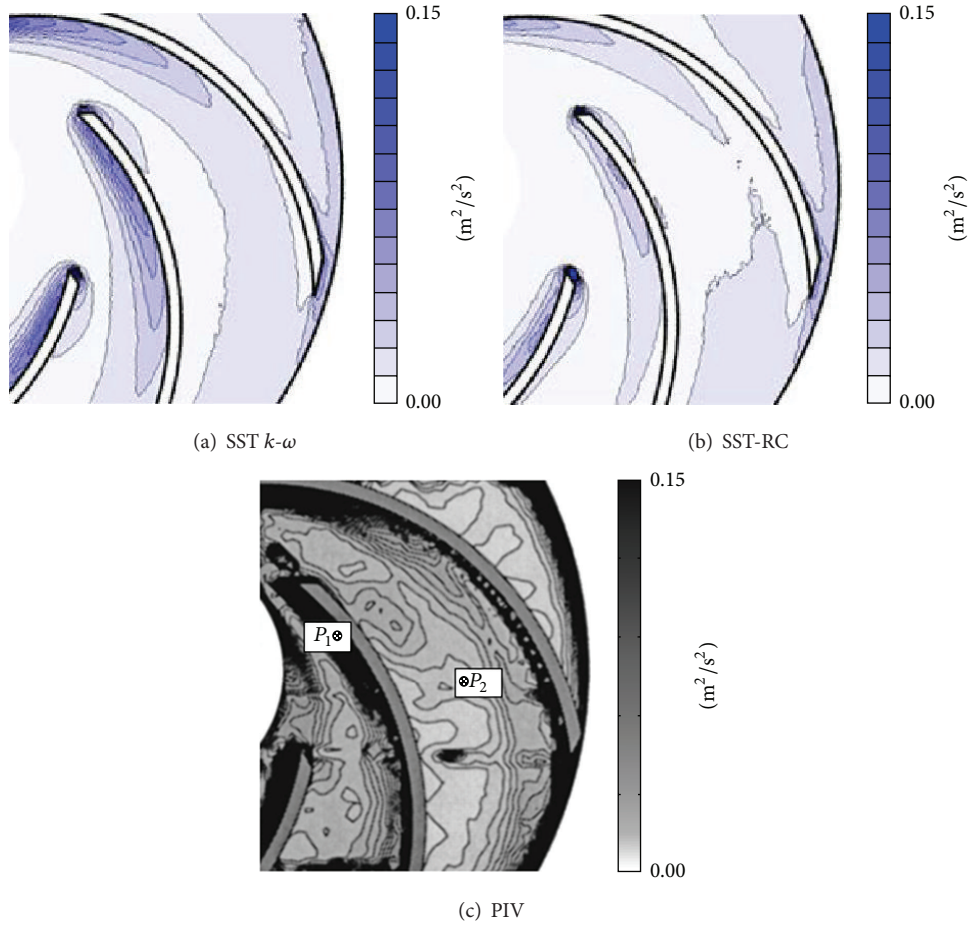 0.15
(m²/s²)
0.00
0.15
(m²/s²)
0.00
(a) SST k-ω
(b) SST-RC
0.15
P₁
P₂
(m²/s²)
0.00
(c) PIV